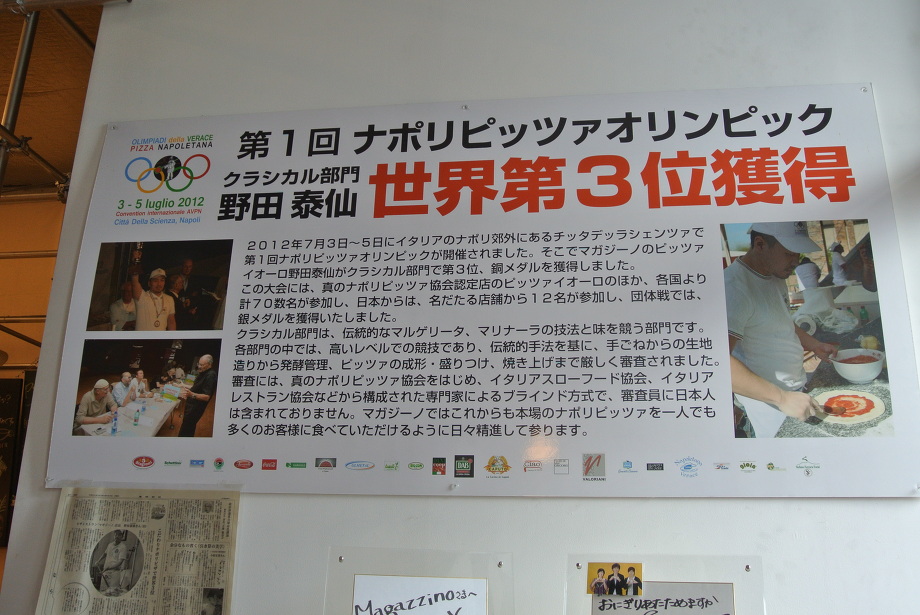 OLIMPIADI della VERACE
PIZZA NAPOLETANA
3 - 5 luglio 2012
Convention Internazionale AVPN
Città Della Scienza, Napoli
第1回 ナポリピッツァオリンピック
クラシカル部門
野田 泰仙
世界第3位獲得
2012年7月3日～5日にイタリアのナポリ郊外にあるチッタデッラシェンツァで
第1回ナポリピッツァオリンピックが開催されました。そこでマガジーノのピッツァ
イオーロ野田泰仙がクラシカル部門で第3位、銅メダルを獲得しました。
この大会には、真のナポリピッツァ協会認定店のピッツァイオーロのほか、各国より
計70数名が参加し、日本からは、名だたる店舗から12名が参加し、団体戦では、
銀メダルを獲得いたしました。
クラシカル部門は、伝統的なマルゲリータ、マリナーラの技法と味を競う部門です。
各部門の中では、高いレベルでの競技であり、伝統的手法を基に、手ごねからの生地
造りから発酵管理、ピッツァの成形・盛りつけ、焼き上げまで厳しく審査されました。
審査には、真のナポリピッツァ協会をはじめ、イタリアスローフード協会、イタリア
レストラン協会などから構成された専門家によるブラインド方式で、審査員に日本人
は含まれておりません。マガジーノではこれからも本場のナポリピッツァを一人でも
多くのお客様に食べていただけるように日々精進して参ります。
VALORIANI
Magazzinoさまへ
おにぎりあたためますか